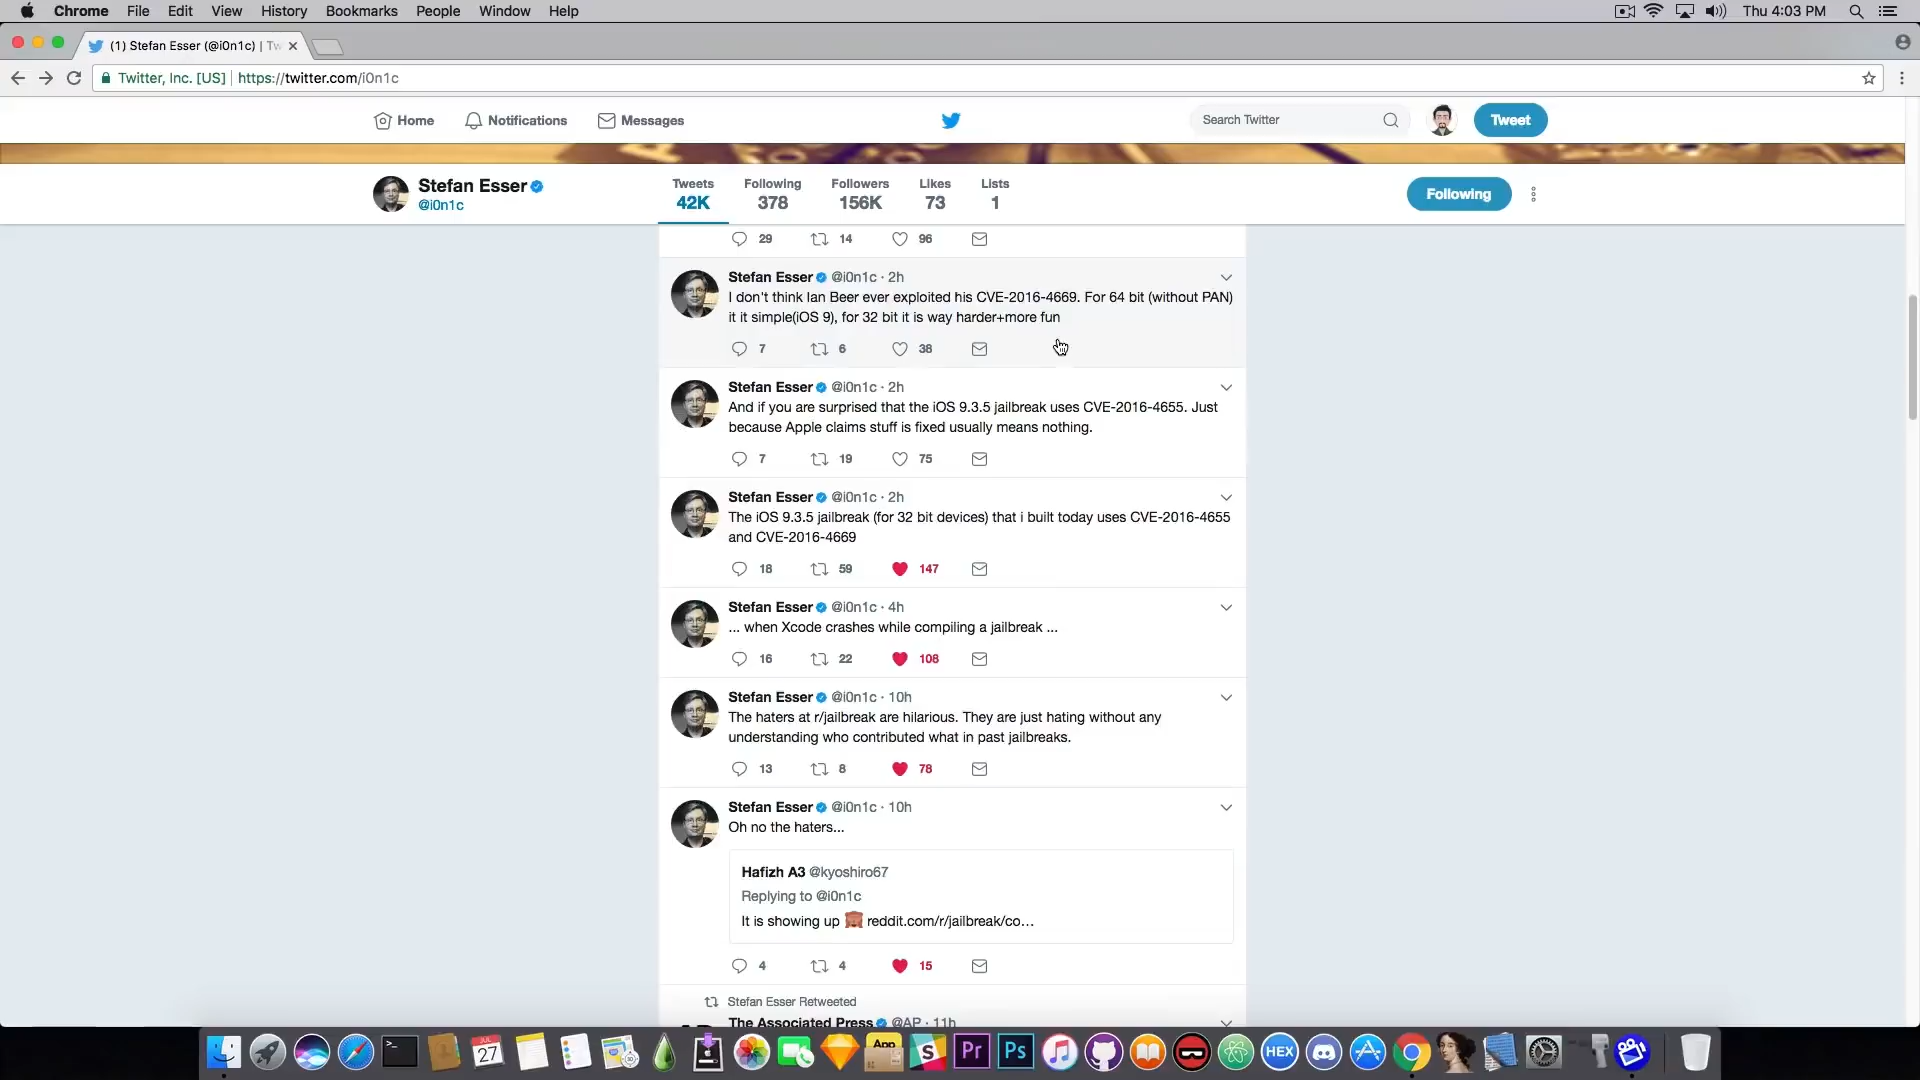 Chrome File Edit View History Bookmarks People Window Help Thu 4:03 PM
(1) Stefan Esser (@i0n1c) | Tw
Twitter, Inc. [US] https://twitter.com/i0n1c
Home Notifications Messages Search Twitter Tweet
Stefan Esser
@i0n1c
Tweets Following Followers Likes Lists
42K 378 156K 73 1
Following
29 14 96
Stefan Esser @i0n1c · 2h
I don't think Ian Beer ever exploited his CVE-2016-4669. For 64 bit (without PAN)
it it simple(iOS 9), for 32 bit it is way harder+more fun
7 6 38
Stefan Esser @i0n1c · 2h
And if you are surprised that the iOS 9.3.5 jailbreak uses CVE-2016-4655. Just
because Apple claims stuff is fixed usually means nothing.
7 19 75
Stefan Esser @i0n1c · 2h
The iOS 9.3.5 jailbreak (for 32 bit devices) that i built today uses CVE-2016-4655
and CVE-2016-4669
18 59 147
Stefan Esser @i0n1c · 4h
... when Xcode crashes while compiling a jailbreak ...
16 22 108
Stefan Esser @i0n1c · 10h
The haters at r/jailbreak are hilarious. They are just hating without any
understanding who contributed what in past jailbreaks.
13 8 78
Stefan Esser @i0n1c · 10h
Oh no the haters...
Hafizh A3 @kyoshiro67
Replying to @i0n1c
It is showing up reddit.com/r/jailbreak/co...
4 4 15
Stefan Esser Retweeted
The Associated Press @AP · 11h
JUL
27
App
Pr
Ps
HEX